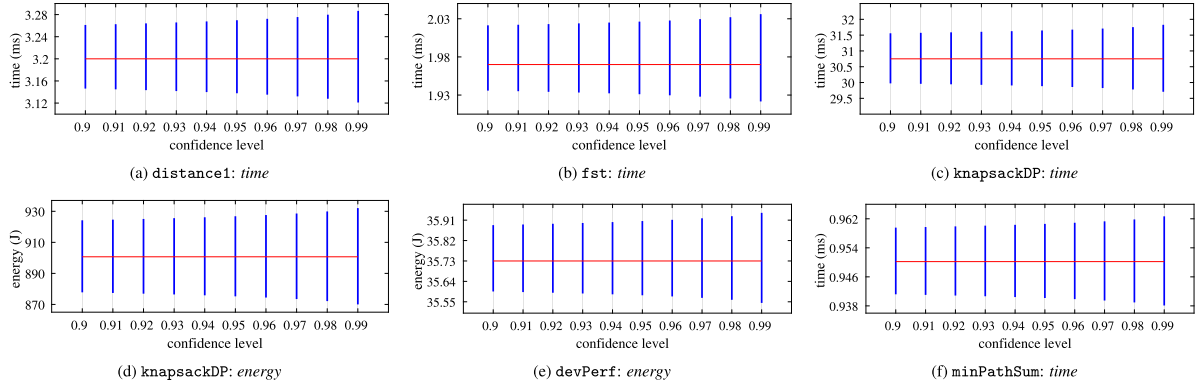 time (ms)
3.28
3.24
3.2
3.16
3.12
0.9 0.91 0.92 0.93 0.94 0.95 0.96 0.97 0.98 0.99
confidence level
(a) distance1: time
time (ms)
2.03
1.98
1.93
0.9 0.91 0.92 0.93 0.94 0.95 0.96 0.97 0.98 0.99
confidence level
(b) fst: time
time (ms)
32
31.5
31
30.5
30
29.5
0.9 0.91 0.92 0.93 0.94 0.95 0.96 0.97 0.98 0.99
confidence level
(c) knapsackDP: time
energy (J)
930
910
890
870
0.9 0.91 0.92 0.93 0.94 0.95 0.96 0.97 0.98 0.99
confidence level
(d) knapsackDP: energy
energy (J)
35.91
35.82
35.73
35.64
35.55
0.9 0.91 0.92 0.93 0.94 0.95 0.96 0.97 0.98 0.99
confidence level
(e) devPerf: energy
time (ms)
0.962
0.954
0.946
0.938
0.9 0.91 0.92 0.93 0.94 0.95 0.96 0.97 0.98 0.99
confidence level
(f) minPathSum: time